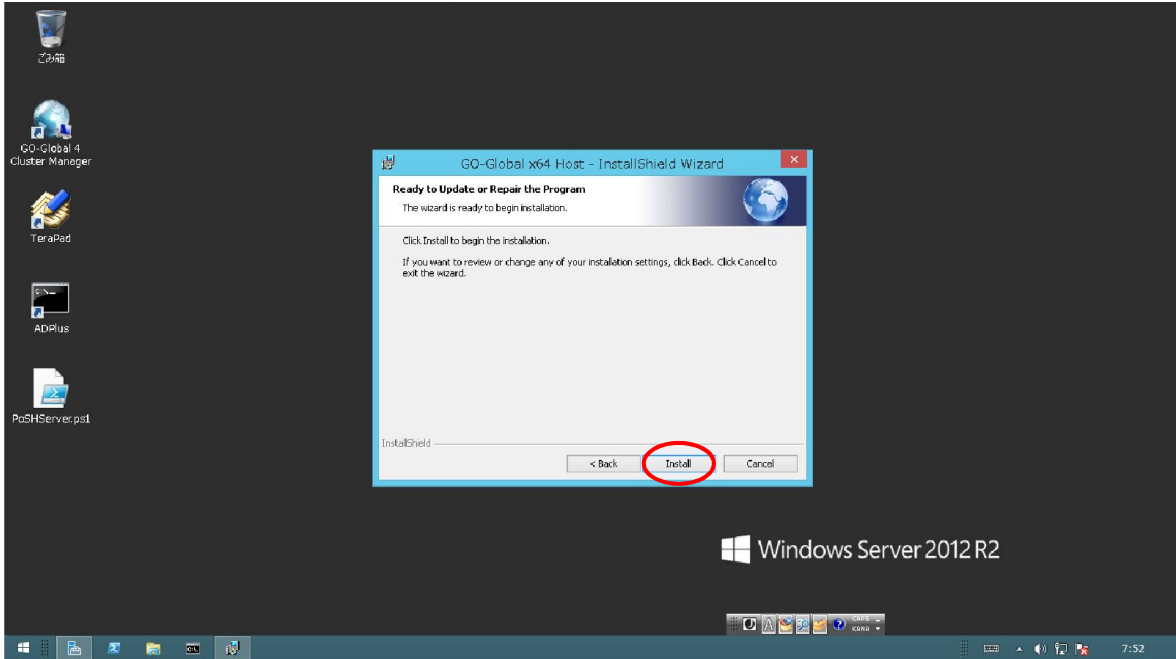 ごみ箱
GO-Global 4
Cluster Manager
TeraPad
C:\_
ADPlus
PoSHServer.ps1
GO-Global x64 Host - InstallShield Wizard
Ready to Update or Repair the Program
The wizard is ready to begin installation.
Click Install to begin the installation.
If you want to review or change any of your installation settings, click Back. Click Cancel to
exit the wizard.
InstallShield
< Back
Install
Cancel
Windows Server 2012 R2
A
CAPS
KANA
7:52